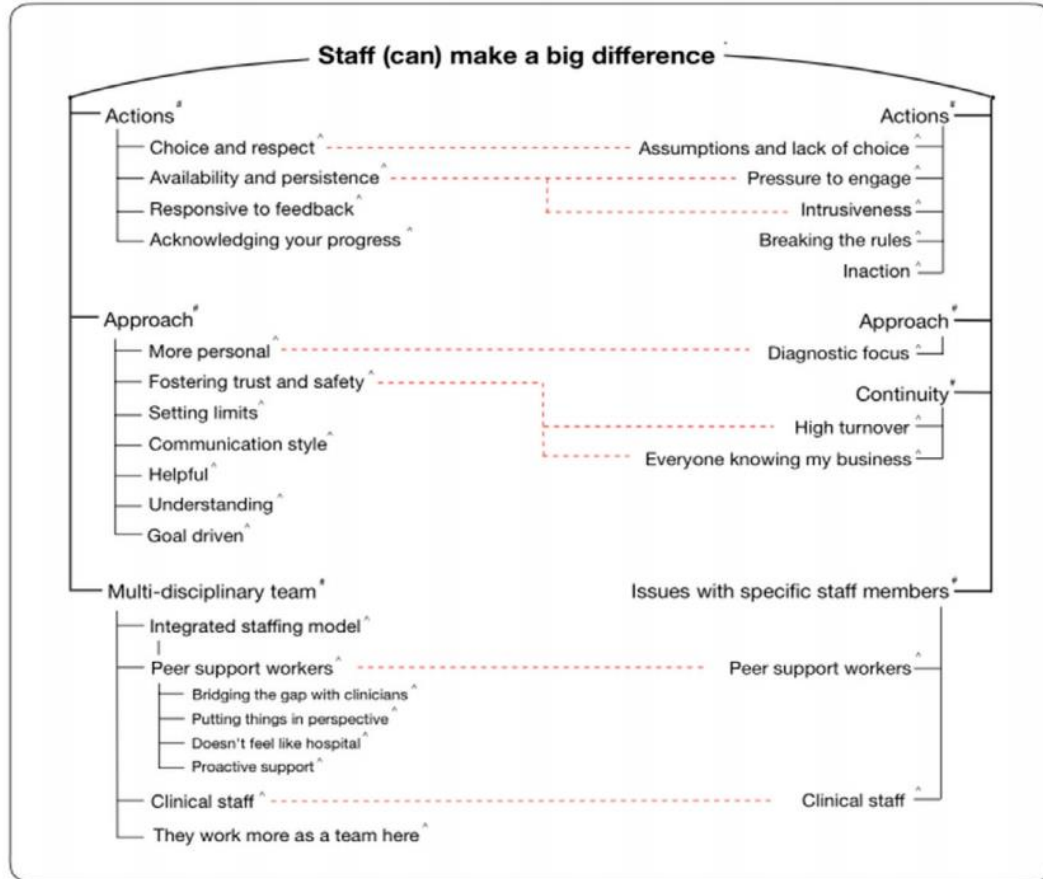 Staff (can) make a big difference
Actions#
Choice and respect^
Availability and persistence^
Responsive to feedback^
Acknowledging your progress ^
Approach#
More personal^
Fostering trust and safety^
Setting limits^
Communication style^
Helpful^
Understanding^
Goal driven^
Multi-disciplinary team#
Integrated staffing model^
Peer support workers^
Bridging the gap with clinicians^
Putting things in perspective^
Doesn't feel like hospital^
Proactive support^
Clinical staff ^
They work more as a team here^
Actions#
Assumptions and lack of choice ^
Pressure to engage^
Intrusiveness^
Breaking the rules^
Inaction ^
Approach#
Diagnostic focus ^
Continuity#
High turnover ^
Everyone knowing my business^
Issues with specific staff members#
Peer support workers^
Clinical staff ^